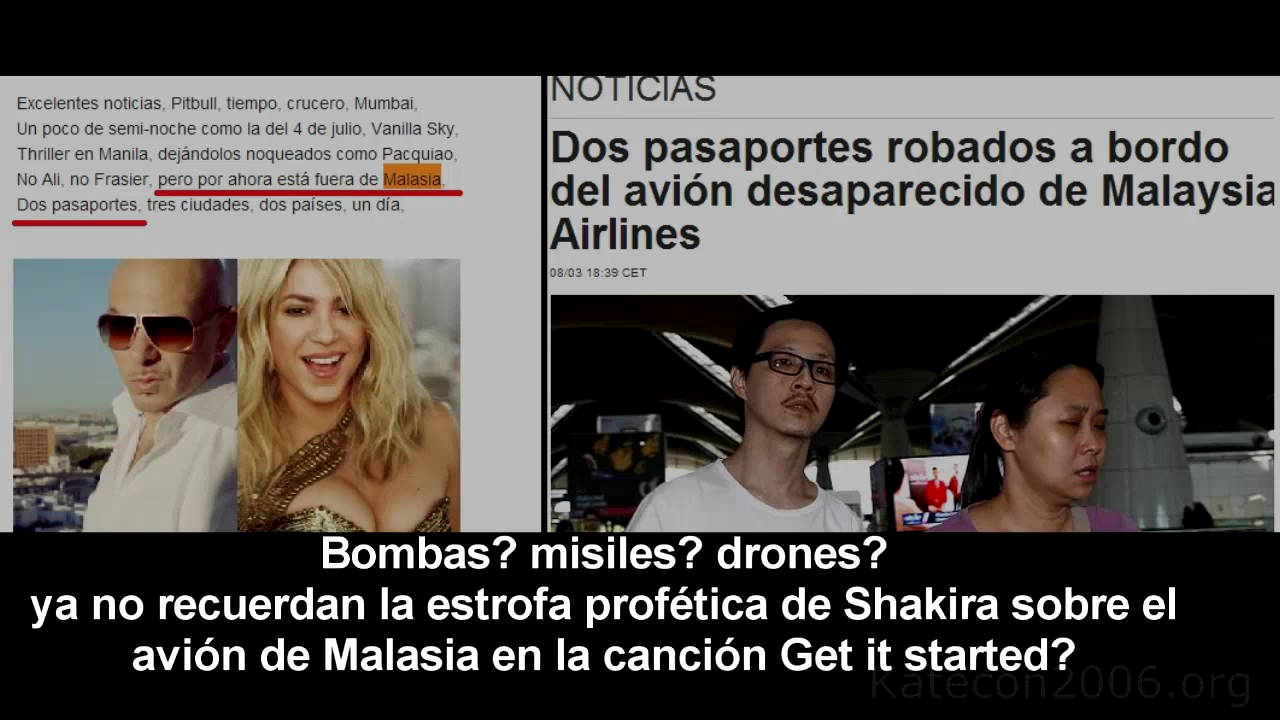 Excelentes noticias, Pitbull, tiempo, crucero, Mumbai,
Un poco de semi-noche como la del 4 de julio, Vanilla Sky,
Thriller en Manila, dejándolos noqueados como Pacquiao,
No Ali, no Frasier, pero por ahora está fuera de Malasia,
Dos pasaportes, tres ciudades, dos países, un día,
NOTICIAS
Dos pasaportes robados a bordo
del avión desaparecido de Malaysia
Airlines
08/03 18:39 CET
Bombas? misiles? drones?
ya no recuerdan la estrofa profética de Shakira sobre el
avión de Malasia en la canción Get it started?
Katecon2006.org